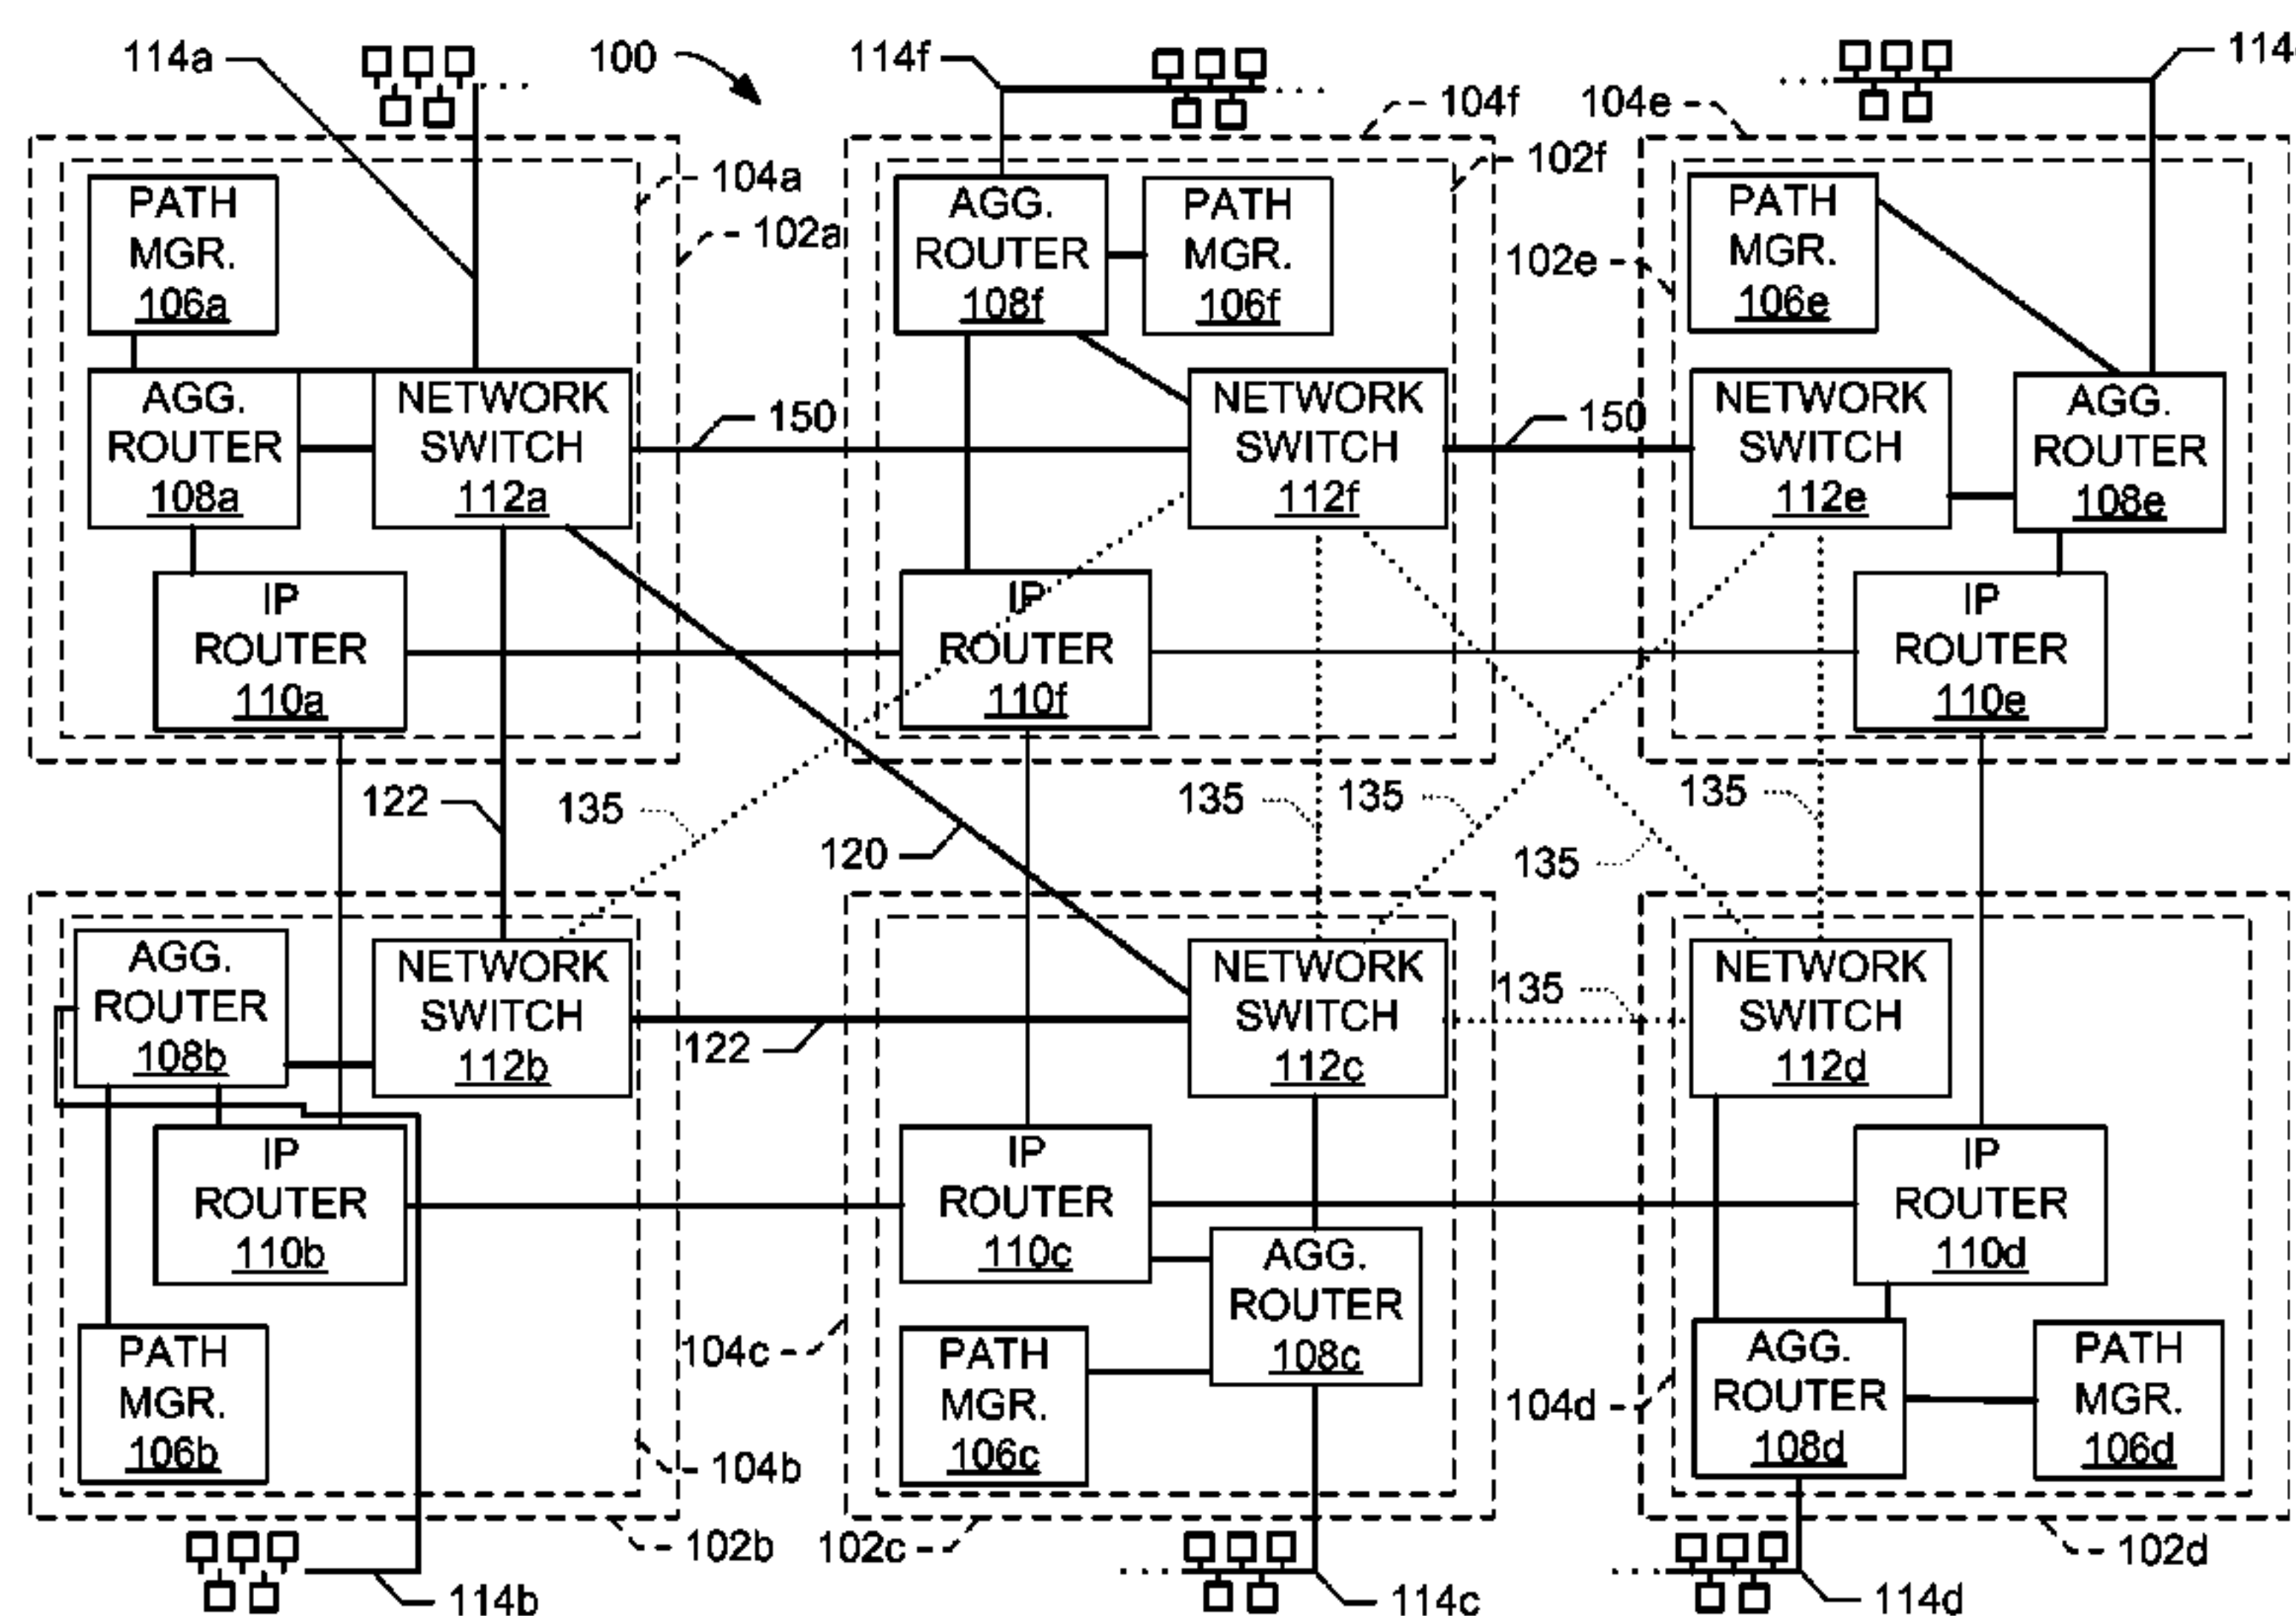 114a
100
114f
114
104f
104e
104a
102a
102f
102e
PATH
MGR.
106a
AGG.
ROUTER
108a
NETWORK
SWITCH
112a
IP
ROUTER
110a
150
AGG.
ROUTER
108f
PATH
MGR.
106f
NETWORK
SWITCH
112f
IP
ROUTER
110f
150
PATH
MGR.
106e
NETWORK
SWITCH
112e
AGG.
ROUTER
108e
IP
ROUTER
110e
122
135
120
135
135
135
135
AGG.
ROUTER
108b
NETWORK
SWITCH
112b
IP
ROUTER
110b
PATH
MGR.
106b
122
NETWORK
SWITCH
112c
IP
ROUTER
110c
AGG.
ROUTER
108c
PATH
MGR.
106c
135
NETWORK
SWITCH
112d
IP
ROUTER
110d
AGG.
ROUTER
108d
PATH
MGR.
106d
104c
104b
104d
102b
102c
102d
114b
114c
114d